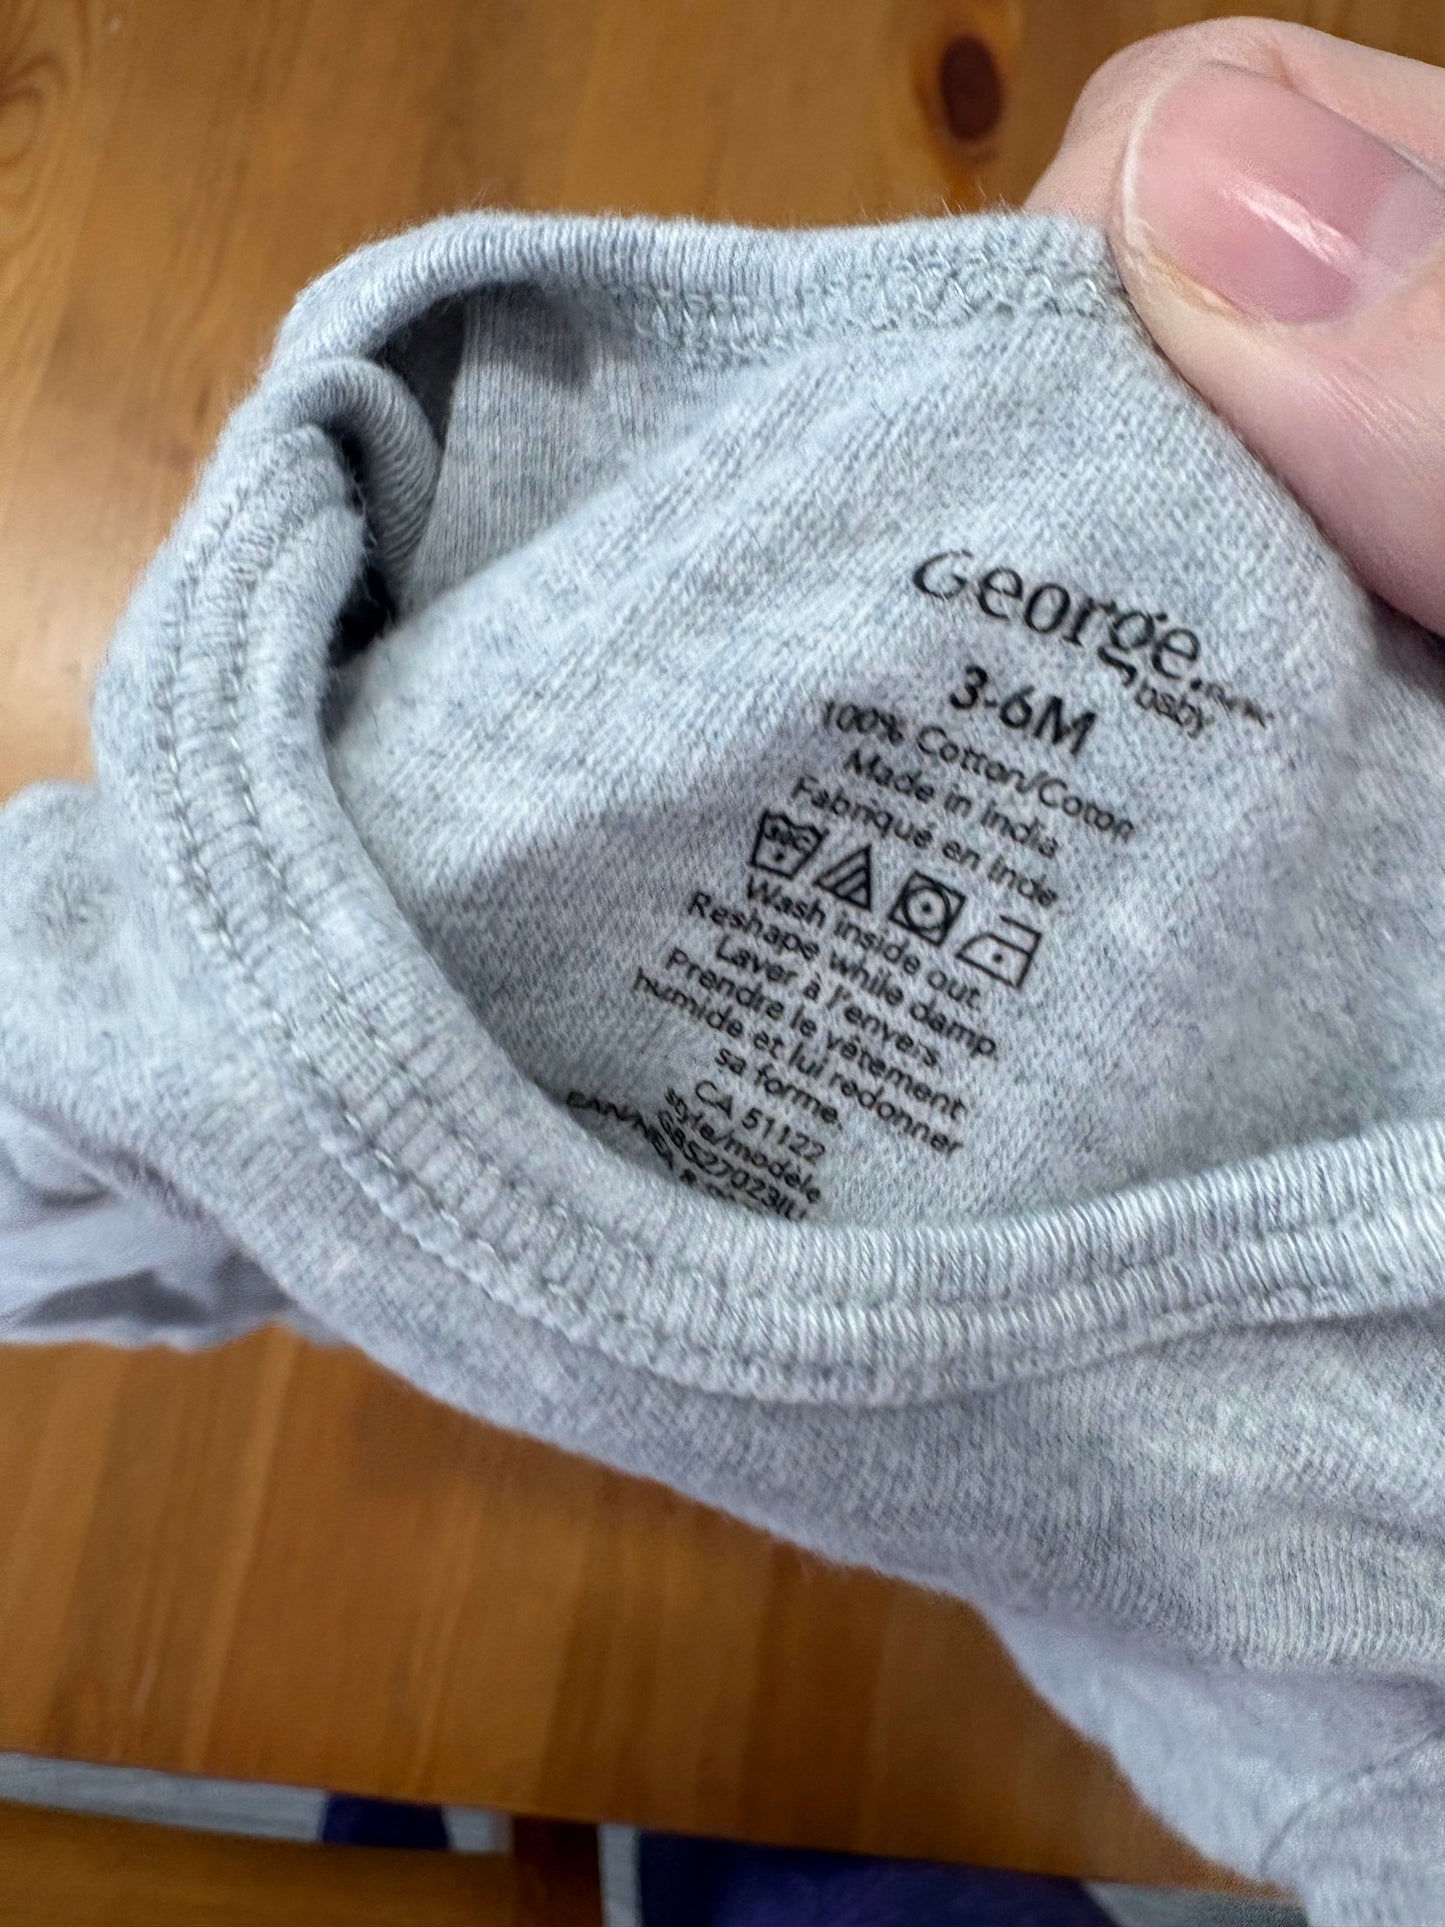 George.
baby
3-6M
100% Cotton/Coton
Made in India
Fabriqué en Inde
Wash inside out.
Reshape while damp.
Laver à l'envers.
Prendre le vêtement
humide et lui redonner
sa forme.
CA 51122
style/modèle